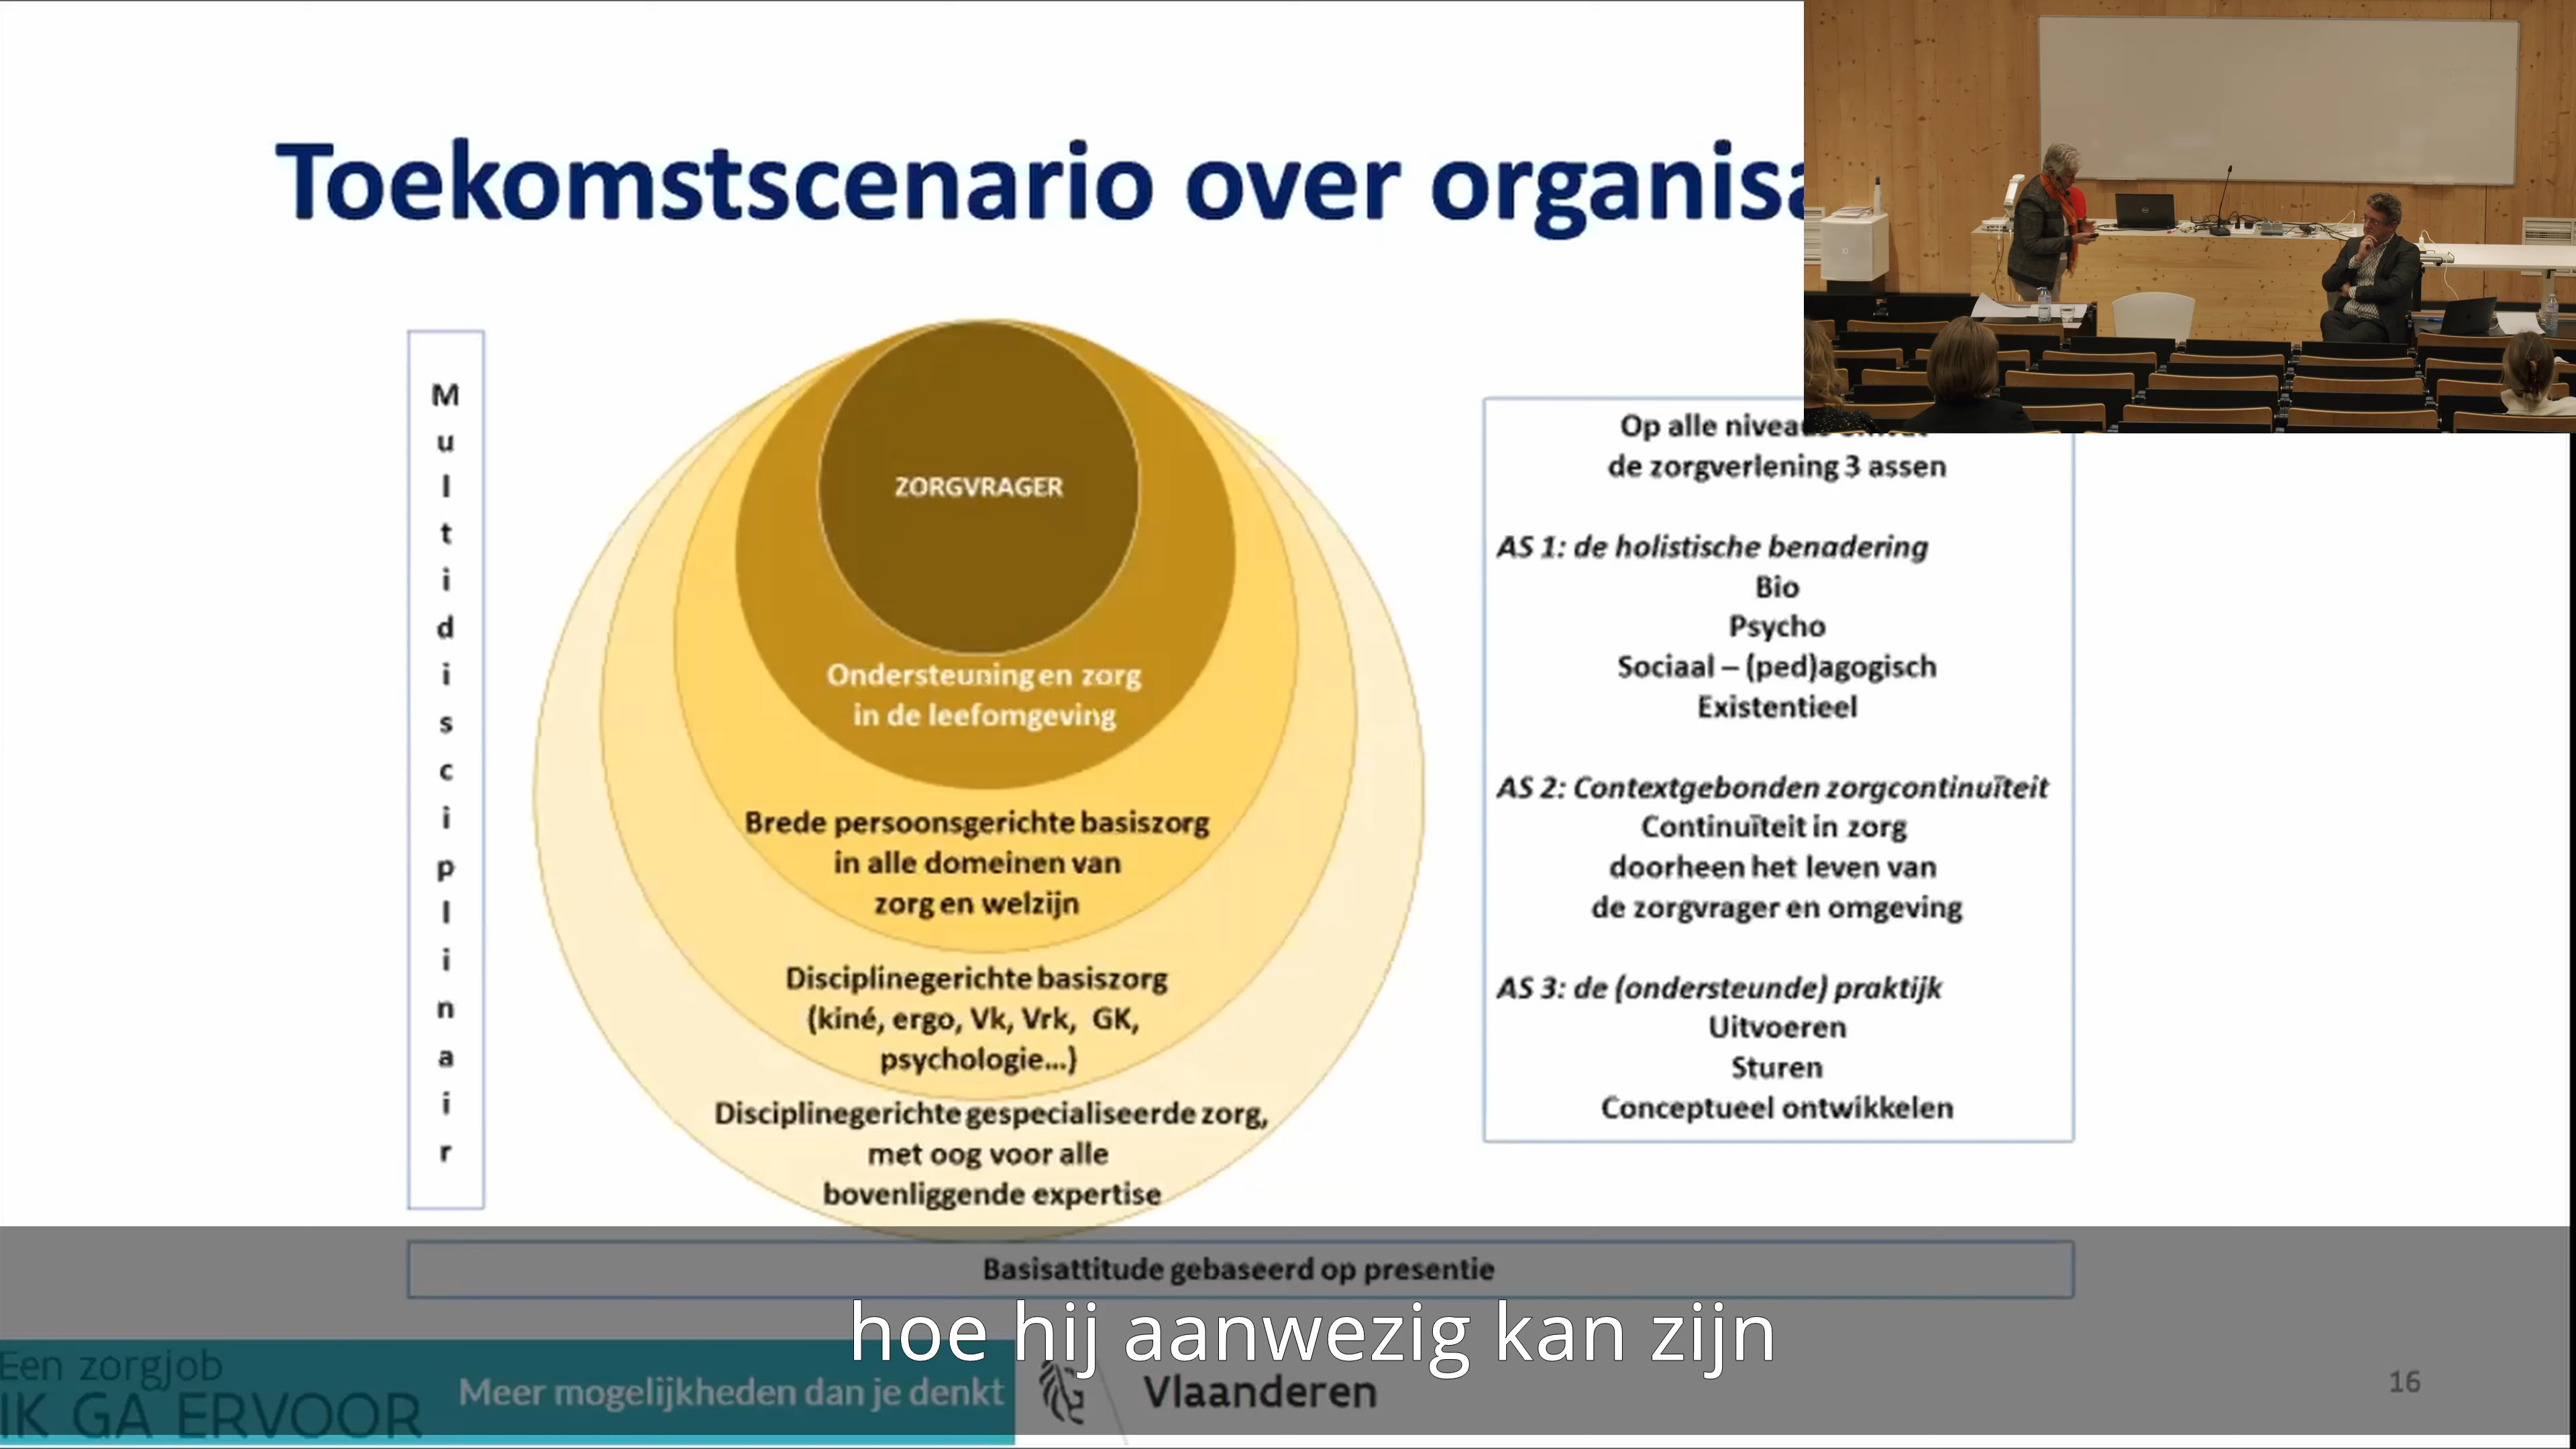 Toekomstscenario over organisa
Multidisciplinair
ZORGVRAGER
Ondersteuning en zorg
in de leefomgeving
Brede persoonsgerichte basiszorg
in alle domeinen van
zorg en welzijn
Disciplinegerichte basiszorg
(kiné, ergo, Vk, Vrk, GK,
psychologie...)
Disciplinegerichte gespecialiseerde zorg,
met oog voor alle
bovenliggende expertise
Op alle
de zorgverlening 3 assen
AS 1: de holistische benadering
Bio
Psycho
Sociaal – (ped)agogisch
Existentieel
AS 2: Contextgebonden zorgcontinuïteit
Continuïteit in zorg
doorheen het leven van
de zorgvrager en omgeving
AS 3: de (ondersteunde) praktijk
Uitvoeren
Sturen
Conceptueel ontwikkelen
Basisattitude gebaseerd op presentie
hoe hij aanwezig kan zijn
Een zorgjob
IK GA ERVOOR
Meer mogelijkheden dan je denkt
Vlaanderen
16